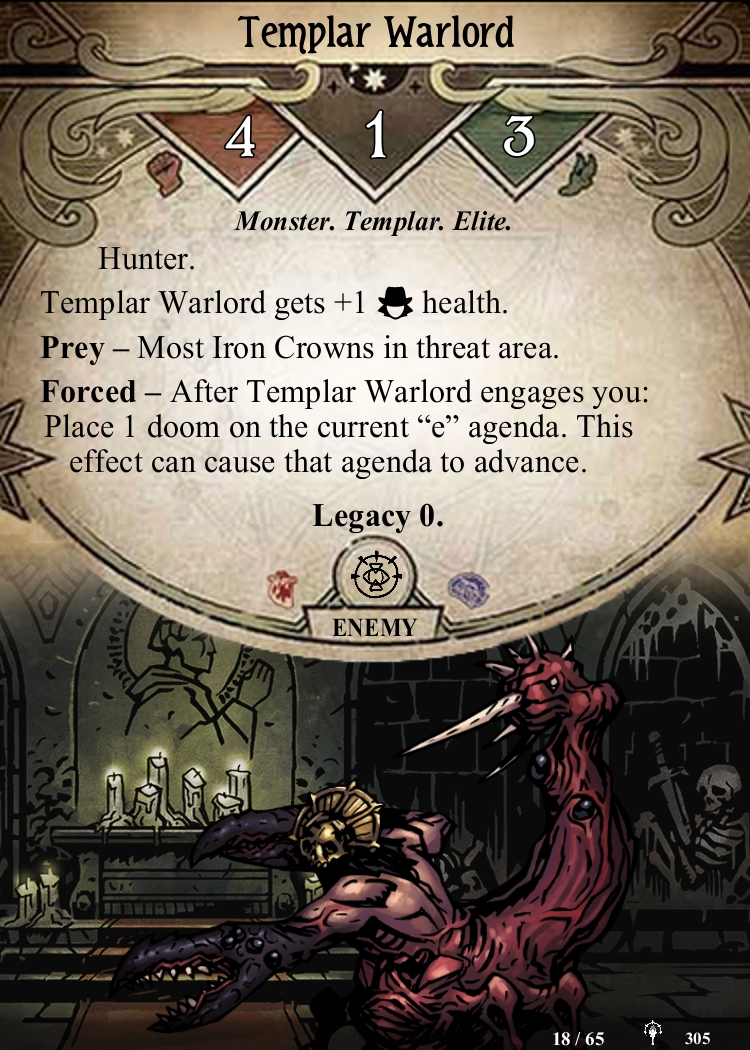 Templar Warlord
4 1 3
Monster. Templar. Elite.
Hunter.
Templar Warlord gets +1 health.
Prey – Most Iron Crowns in threat area.
Forced – After Templar Warlord engages you:
Place 1 doom on the current “e” agenda. This
effect can cause that agenda to advance.
Legacy 0.
ENEMY
18 / 65 305